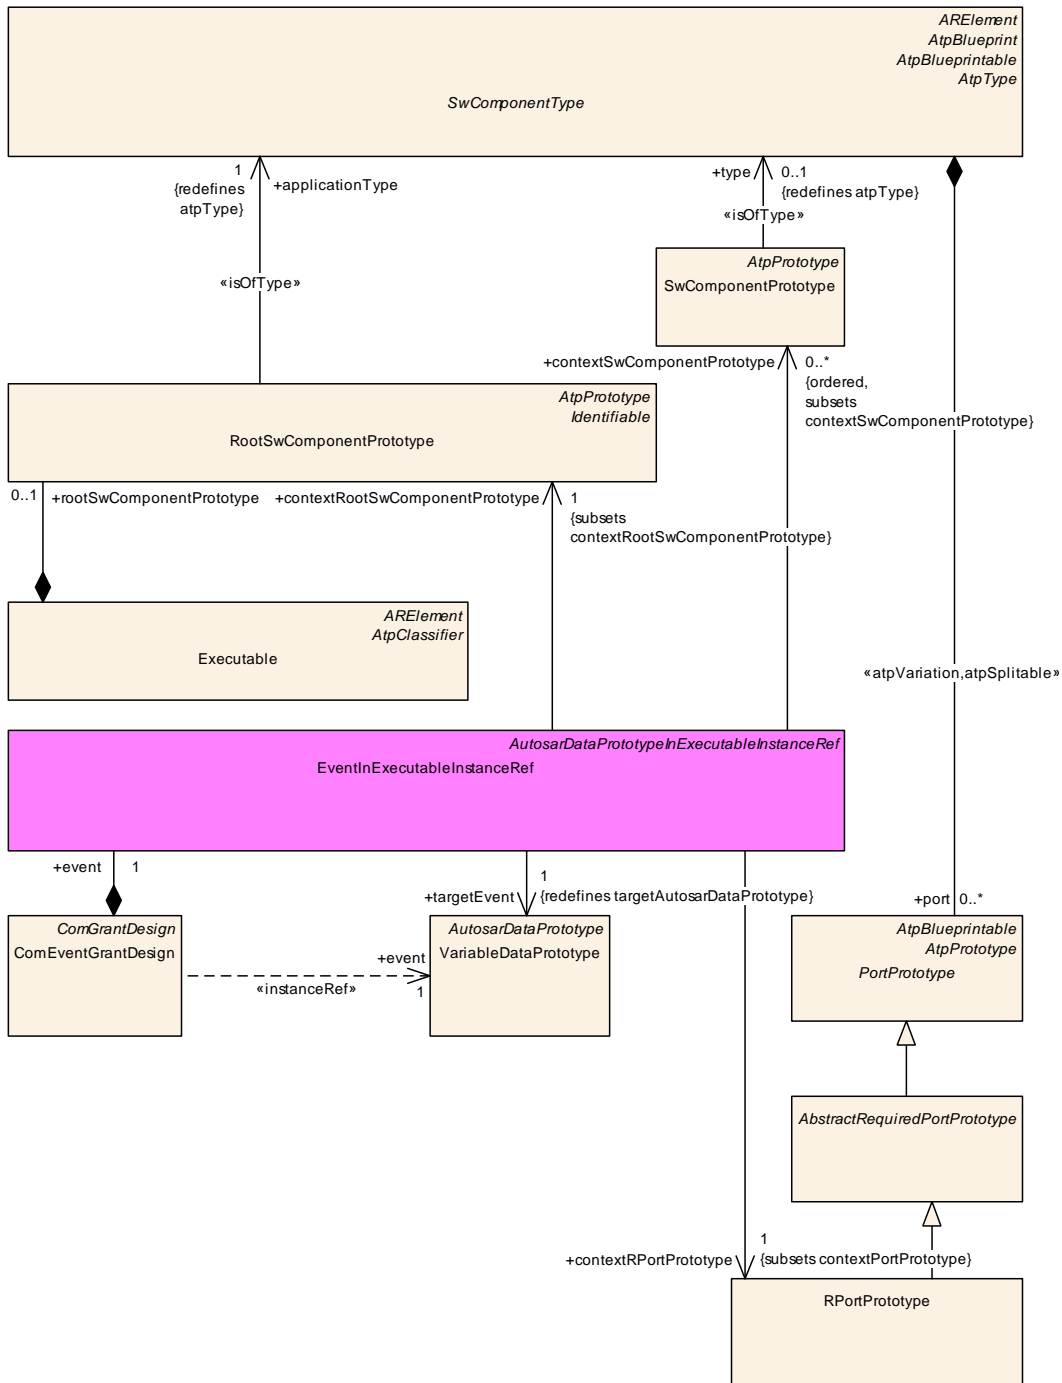 ARElement
AtpBlueprint
AtpBlueprintable
AtpType
SwComponentType
1
{redefines
atpType}
+applicationType
+type
0..1
{redefines atpType}
«isOfType»
AtpPrototype
SwComponentPrototype
«isOfType»
+contextSwComponentPrototype
0..*
{ordered,
subsets
contextSwComponentPrototype}
AtpPrototype
Identifiable
RootSwComponentPrototype
0..1
+rootSwComponentPrototype
+contextRootSwComponentPrototype
1
{subsets
contextRootSwComponentPrototype}
ARElement
AtpClassifier
Executable
«atpVariation,atpSplitable»
AutosarDataPrototypeInExecutableInstanceRef
EventInExecutableInstanceRef
+event
1
+targetEvent
1
{redefines targetAutosarDataPrototype}
+port
0..*
ComGrantDesign
ComEventGrantDesign
+event
1
«instanceRef»
AutosarDataPrototype
VariableDataPrototype
AtpBlueprintable
AtpPrototype
PortPrototype
AbstractRequiredPortPrototype
+contextRPortPrototype
1
{subsets contextPortPrototype}
RPortPrototype